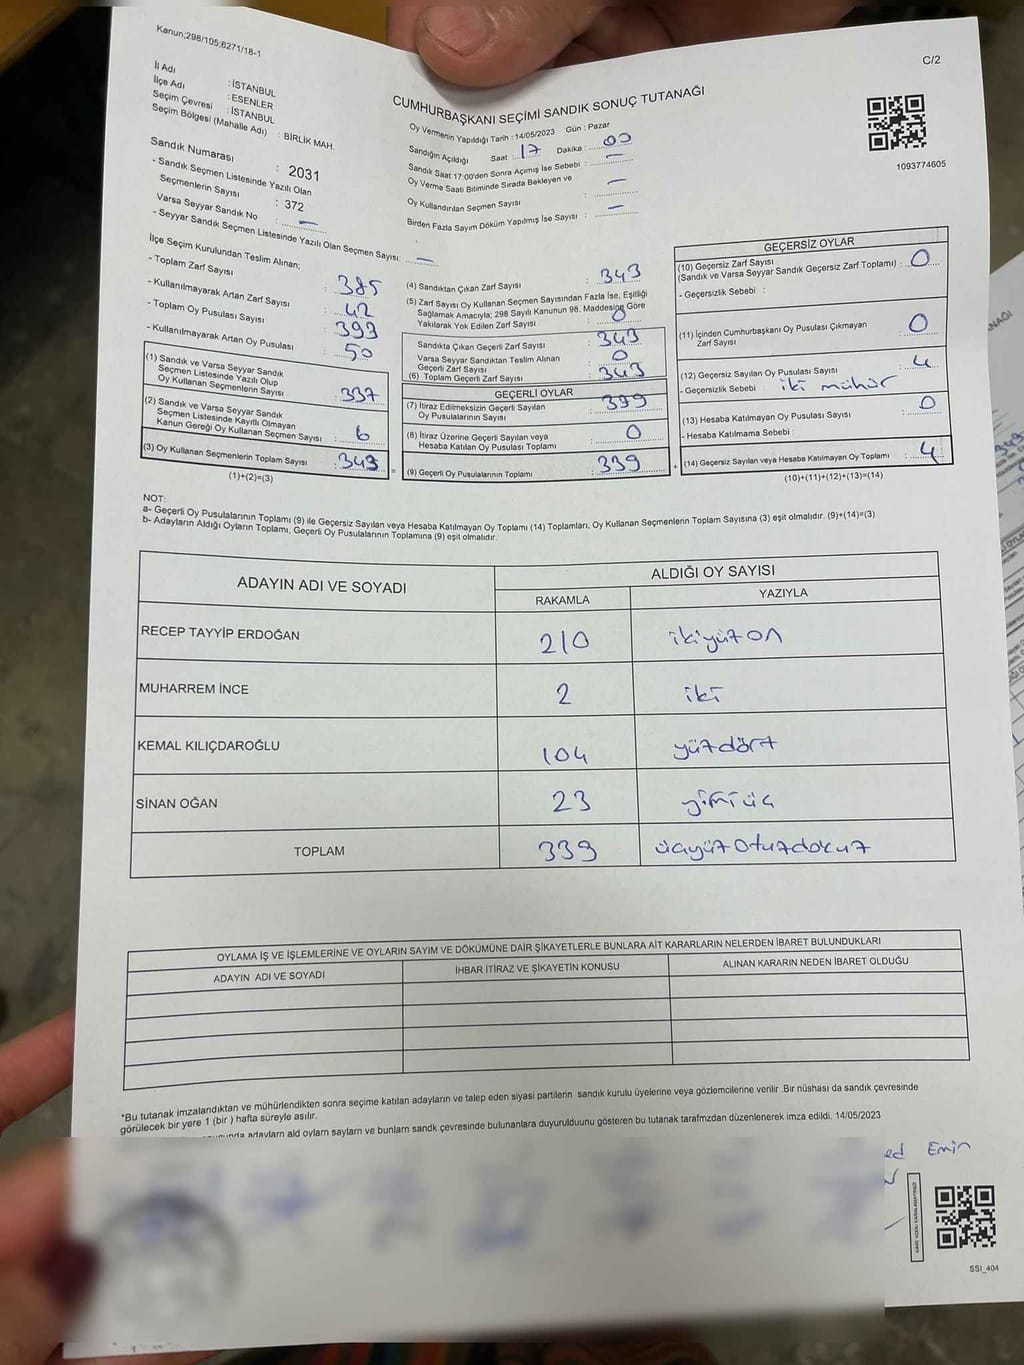 Kanun;298/105,6271/18-1
C/2
İl Adı : İSTANBUL
İlçe Adı : ESENLER
Seçim Çevresi : İSTANBUL
Seçim Bölgesi (Mahalle Adı) : BİRLİK MAH.
CUMHURBAŞKANI SEÇİMİ SANDIK SONUÇ TUTANAĞI
Oy Vermenin Yapıldığı Tarih : 14/05/2023 Gün : Pazar
Sandığın Açıldığı Saat : 17 Dakika :
Sandık Saat 17:00'den Sonra Açımış İse Sebebi : —
Oy Verme Saati Bitiminde Sırada Bekleyen ve
Oy Kullandırılan Seçmen Sayısı : —
Birden Fazla Sayım Döküm Yapılmış İse Sayısı : —
1093774605
Sandık Numarası : 2031
- Sandık Seçmen Listesinde Yazılı Olan
Seçmenlerin Sayısı : 372
Varsa Seyyar Sandık No : —
- Seyyar Sandık Seçmen Listesinde Yazılı Olan Seçmen Sayısı: —
İlçe Seçim Kurulundan Teslim Alınan;
- Toplam Zarf Sayısı : 385
- Kullanılmayarak Artan Zarf Sayısı : 42
- Toplam Oy Pusulası Sayısı : 393
- Kullanılmayarak Artan Oy Pusulası : 50
(1) Sandık ve Varsa Seyyar Sandık
Seçmen Listesinde Yazılı Olup
Oy Kullanan Seçmenlerin Sayısı : 337
(2) Sandık ve Varsa Seyyar Sandık
Seçmen Listesinde Kayıtlı Olmayan
Kanun Gereği Oy Kullanan Seçmen Sayısı : 6
(3) Oy Kullanan Seçmenlerin Toplam Sayısı : 343
(1)+(2)=(3)
(4) Sandıktan Çıkan Zarf Sayısı : 343
(5) Zarf Sayısı Oy Kullanan Seçmen Sayısından Fazla İse, Eşitliği
Sağlamak Amacıyla; 298 Sayılı Kanunun 98. Maddesine Göre
Yakılarak Yok Edilen Zarf Sayısı : 0
Sandıkta Çıkan Geçerli Zarf Sayısı : 343
Varsa Seyyar Sandıktan Teslim Alınan
Geçerli Zarf Sayısı : 0
(6) Toplam Geçerli Zarf Sayısı : 343
GEÇERLİ OYLAR
(7) İtiraz Edilmeksizin Geçerli Sayılan
Oy Pusulalarının Sayısı : 339
(8) İtiraz Üzerine Geçerli Sayılan veya
Hesaba Katılan Oy Pusulası Toplamı : 0
(9) Geçerli Oy Pusulalarının Toplamı : 339
GEÇERSİZ OYLAR
(10) Geçersiz Zarf Sayısı
(Sandık ve Varsa Seyyar Sandık Geçersiz Zarf Toplamı) : 0
- Geçersizlik Sebebi :
(11) İçinden Cumhurbaşkanı Oy Pusulası Çıkmayan
Zarf Sayısı : 0
(12) Geçersiz Sayılan Oy Pusulası Sayısı : 4
- Geçersizlik Sebebi : iki mühür
(13) Hesaba Katılmayan Oy Pusulası Sayısı : 0
- Hesaba Katılmama Sebebi :
(14) Geçersiz Sayılan veya Hesaba Katılmayan Oy Toplamı : 4
(10)+(11)+(12)+(13)=(14)
NOT:
a- Geçerli Oy Pusulalarının Toplamı (9) ile Geçersiz Sayılan veya Hesaba Katılmayan Oy Toplamı (14) Toplamları, Oy Kullanan Seçmenlerin Toplam Sayısına (3) eşit olmalıdır. (9)+(14)=(3)
b- Adayların Aldığı Oyların Toplamı, Geçerli Oy Pusulalarının Toplamına (9) eşit olmalıdır.
ADAYIN ADI VE SOYADI
ALDIĞI OY SAYISI
RAKAMLA YAZIYLA
RECEP TAYYİP ERDOĞAN 210 ikiyüzon
MUHARREM İNCE 2 iki
KEMAL KILIÇDAROĞLU 104 yüzdört
SİNAN OĞAN 23 yirmiüç
TOPLAM 339 üçyüzotuzdokuz
OYLAMA İŞ VE İŞLEMLERİNE VE OYLARIN SAYIM VE DÖKÜMÜNE DAİR ŞİKAYETLERLE BUNLARA AİT KARARLARIN NELERDEN İBARET BULUNDUKLARI
ADAYIN ADI VE SOYADI İHBAR İTİRAZ VE ŞİKAYETİN KONUSU ALINAN KARARIN NEDEN İBARET OLDUĞU
*Bu tutanak imzalandıktan ve mühürlendikten sonra seçime katılan adayların ve talep eden siyasi partilerin sandık kurulu üyelerine veya gözlemcilerine verilir .Bir nüshası da sandık çevresinde
görülecek bir yere 1 (bir ) hafta süreyle asılır.
adayların ald oyların sayların ve bunların sandk çevresinde bulunanlara duyurulduunu gösteren bu tutanak tarafmzdan düzenlenerek imza edildi. 14/05/2023
Emin
SSI_404